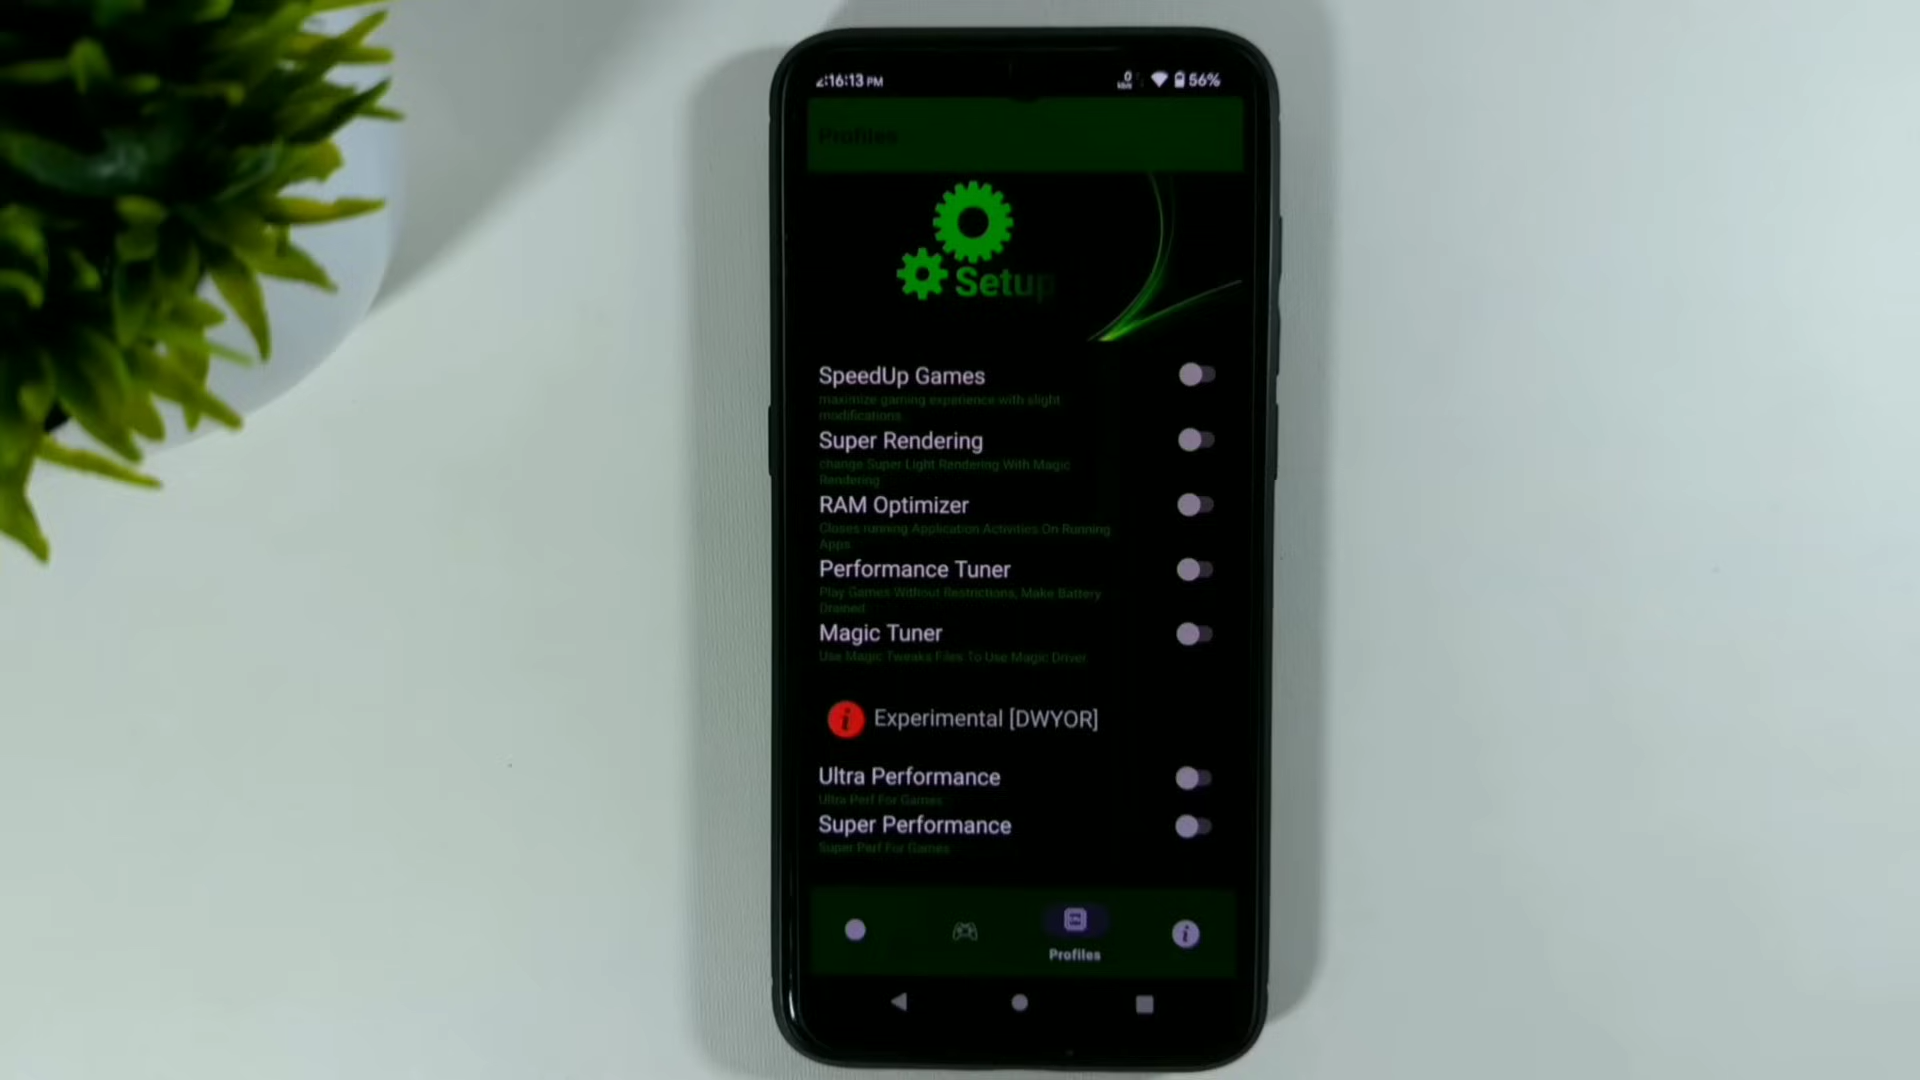 2:16:13 PM
0
KB/s
56%
Profiles
Setup
SpeedUp Games
maximize gaming experience with slight
modifications
Super Rendering
change Super Light Rendering With Magic
Rendering
RAM Optimizer
Closes running Application Activities On Running
Apps
Performance Tuner
Play Games Without Restrictions, Make Battery
Drained
Magic Tuner
Use Magic Tweaks Files To Use Magic Driver
Experimental [DWYOR]
Ultra Performance
Ultra Perf For Games
Super Performance
Super Perf For Games
Profiles